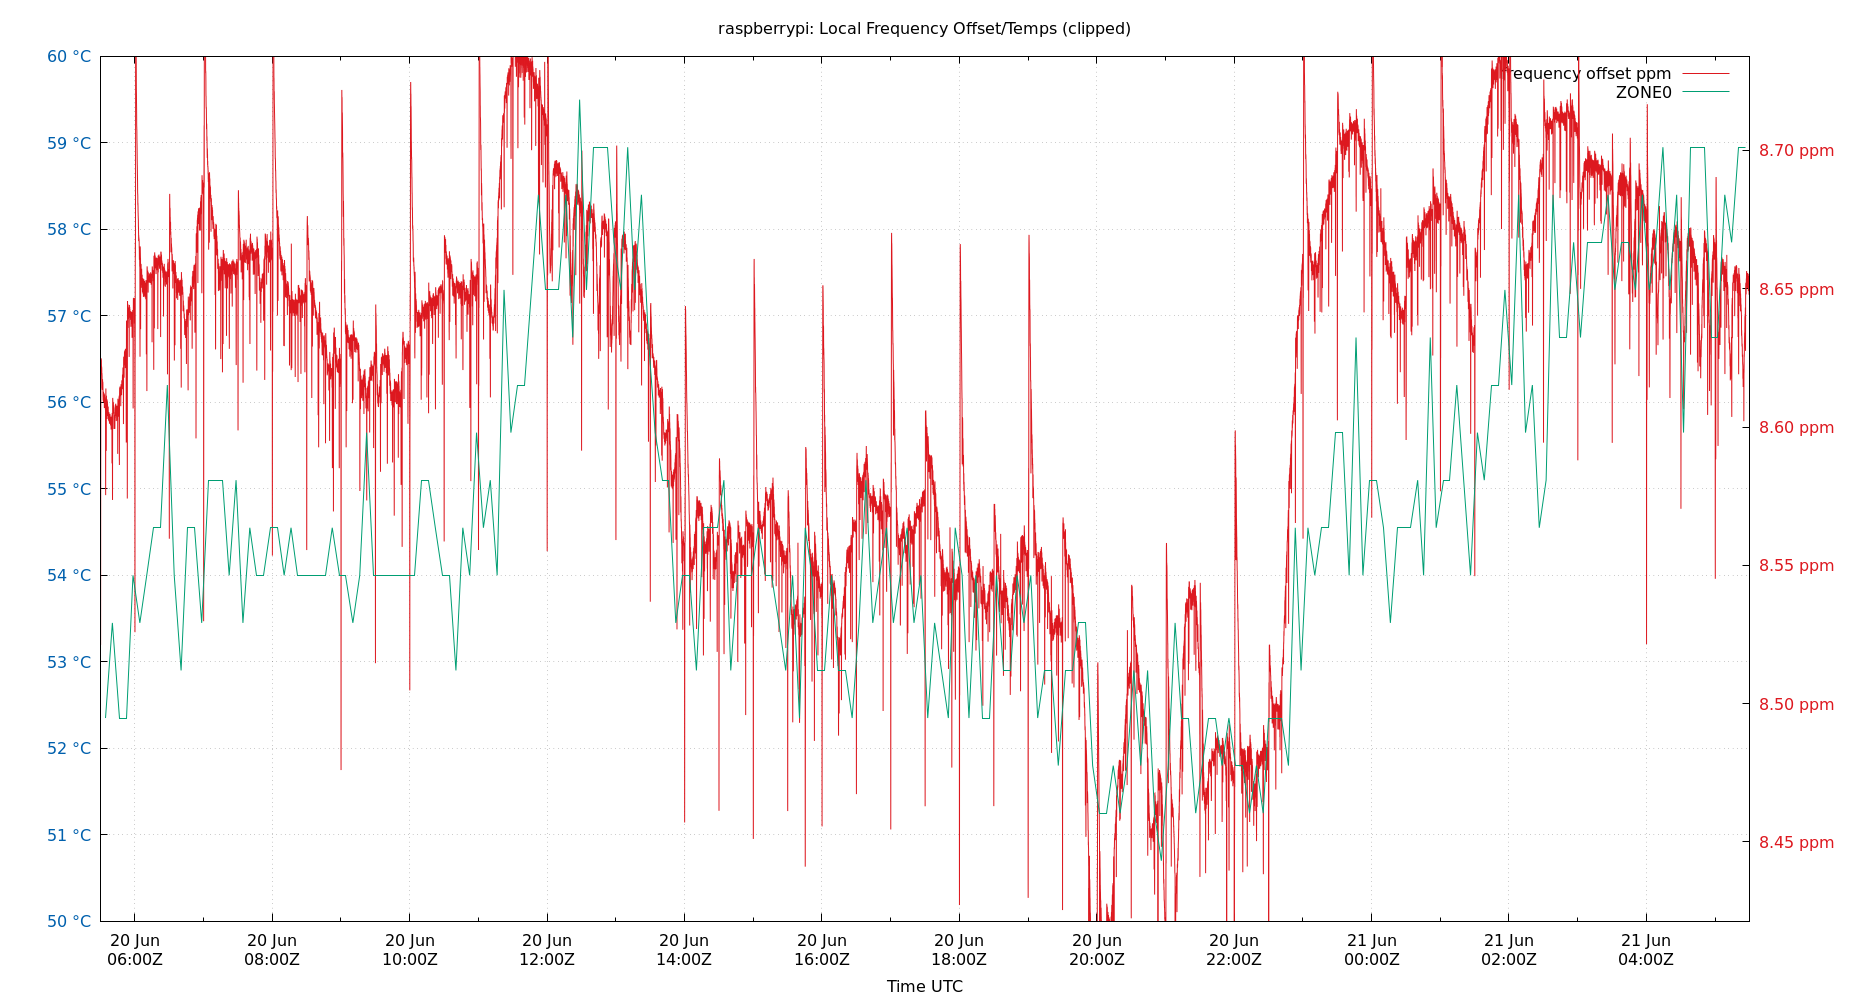 raspberrypi: Local Frequency Offset/Temps (clipped)
60 °C
59 °C
58 °C
57 °C
56 °C
55 °C
54 °C
53 °C
52 °C
51 °C
50 °C
frequency offset ppm
ZONE0
8.70 ppm
8.65 ppm
8.60 ppm
8.55 ppm
8.50 ppm
8.45 ppm
20 Jun
06:00Z
20 Jun
08:00Z
20 Jun
10:00Z
20 Jun
12:00Z
20 Jun
14:00Z
20 Jun
16:00Z
20 Jun
18:00Z
20 Jun
20:00Z
20 Jun
22:00Z
21 Jun
00:00Z
21 Jun
02:00Z
21 Jun
04:00Z
Time UTC